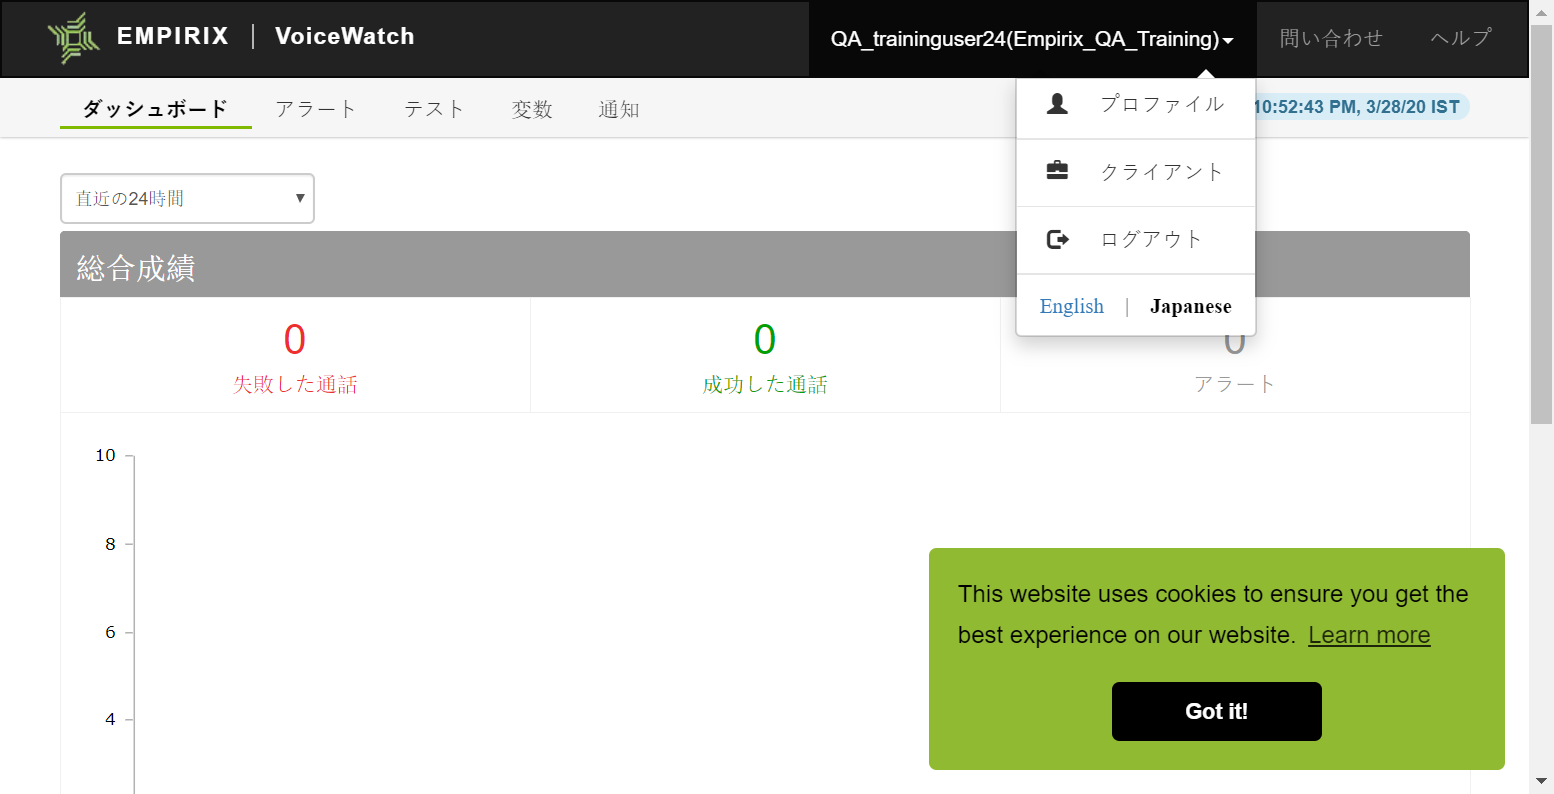 EMPIRIX | VoiceWatch
QA_traininguser24(Empirix_QA_Training)
問い合わせ
ヘルプ
ダッシュボード
アラート
テスト
変数
通知
10:52:43 PM, 3/28/20 IST
プロファイル
クライアント
ログアウト
English | Japanese
直近の24時間
総合成績
0
失敗した通話
0
成功した通話
0
アラート
10
8
6
4
This website uses cookies to ensure you get the
best experience on our website. Learn more
Got it!